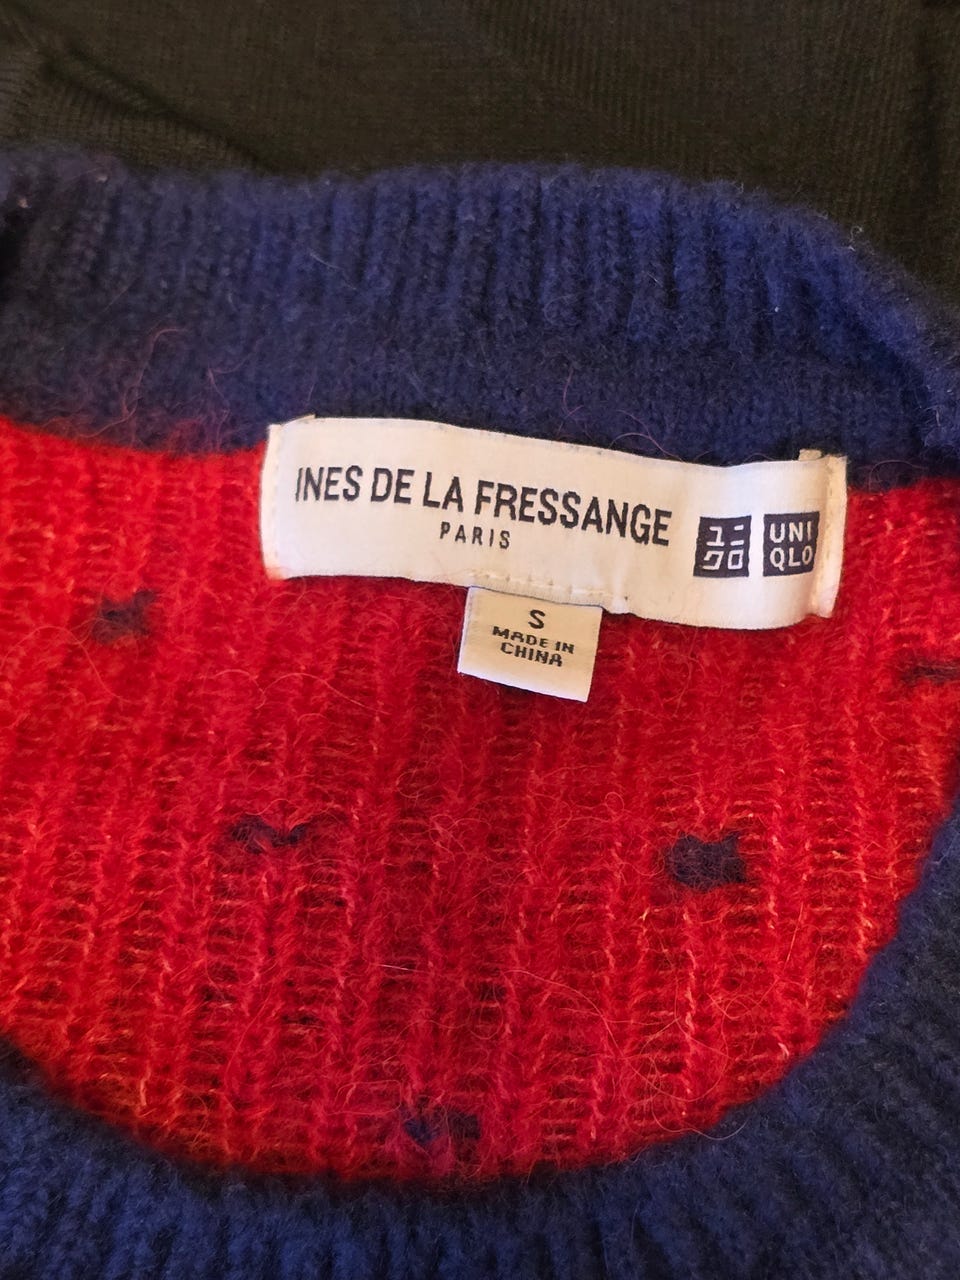 INES DE LA FRESSANGE
PARIS
ユニ
クロ
UNI
QLO
S
MADE IN
CHINA